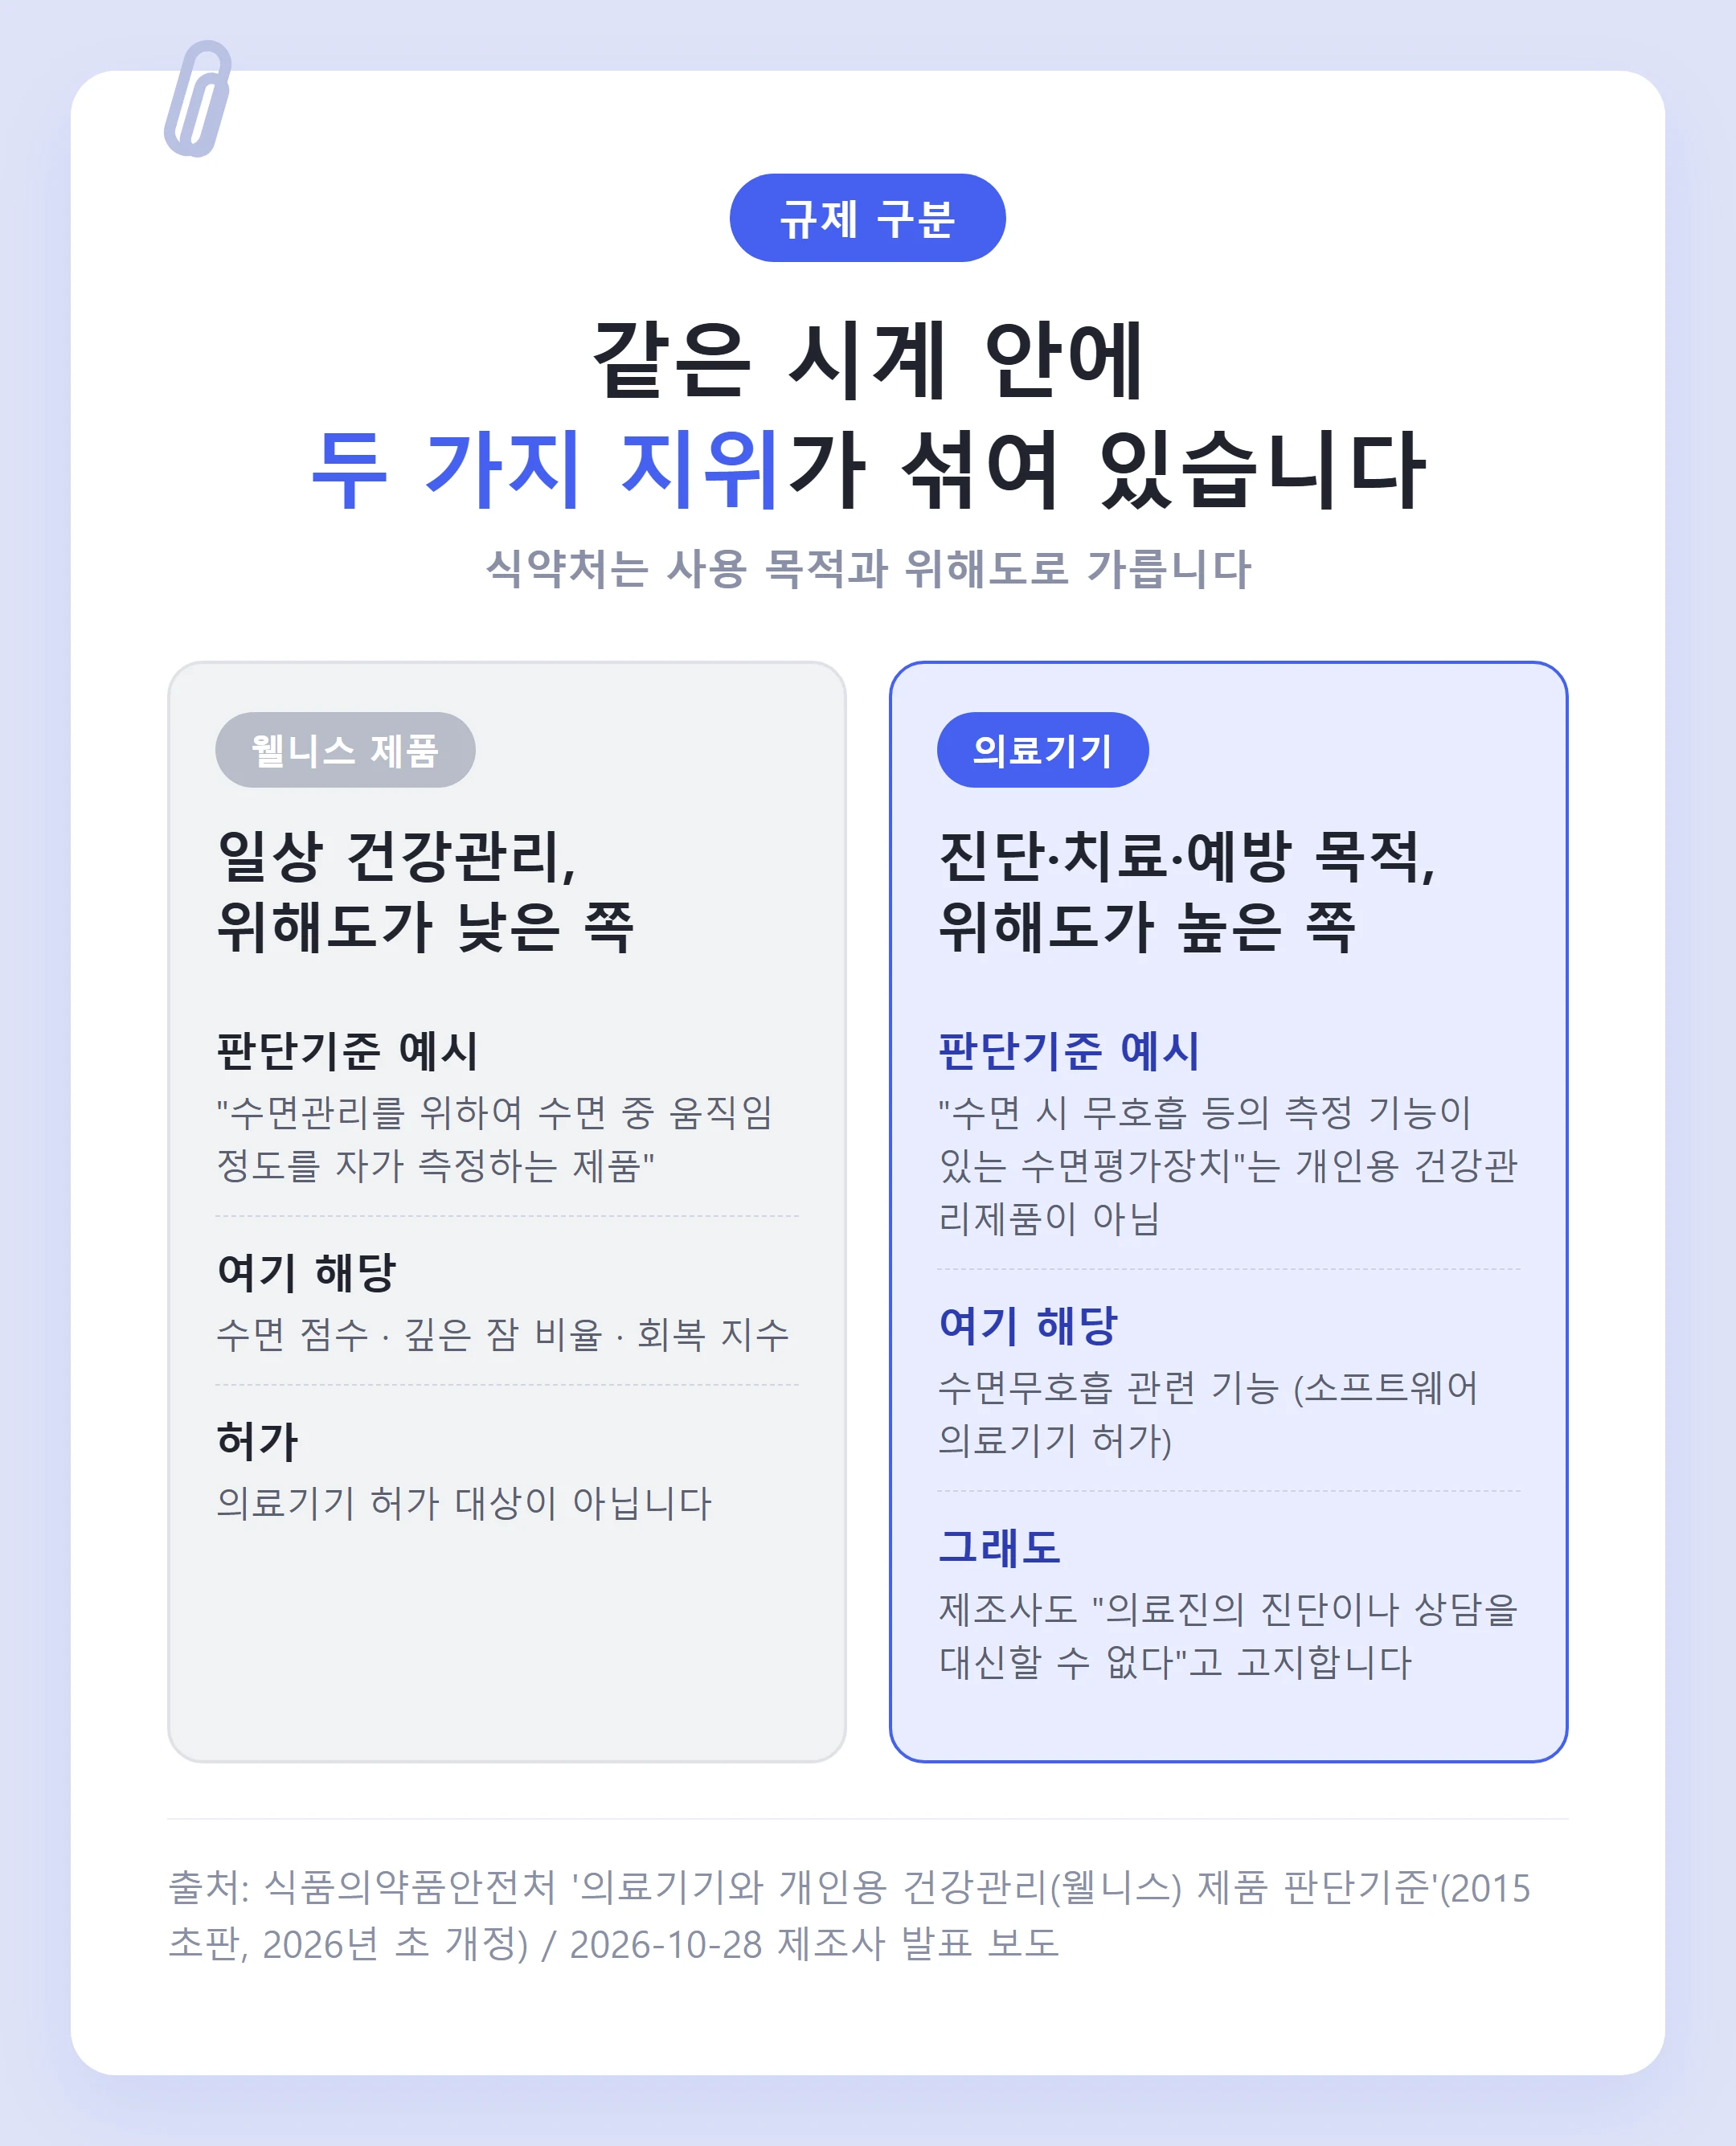 규제 구분
같은 시계 안에
두 가지 지위가 섞여 있습니다
식약처는 사용 목적과 위해도로 가릅니다
웰니스 제품
일상 건강관리,
위해도가 낮은 쪽
판단기준 예시
"수면관리를 위하여 수면 중 움직임
정도를 자가 측정하는 제품"
여기 해당
수면 점수 · 깊은 잠 비율 · 회복 지수
허가
의료기기 허가 대상이 아닙니다
의료기기
진단·치료·예방 목적,
위해도가 높은 쪽
판단기준 예시
"수면 시 무호흡 등의 측정 기능이
있는 수면평가장치"는 개인용 건강관
리제품이 아님
여기 해당
수면무호흡 관련 기능 (소프트웨어
의료기기 허가)
그래도
제조사도 "의료진의 진단이나 상담을
대신할 수 없다"고 고지합니다
출처: 식품의약품안전처 '의료기기와 개인용 건강관리(웰니스) 제품 판단기준'(2015
초판, 2026년 초 개정) / 2026-10-28 제조사 발표 보도